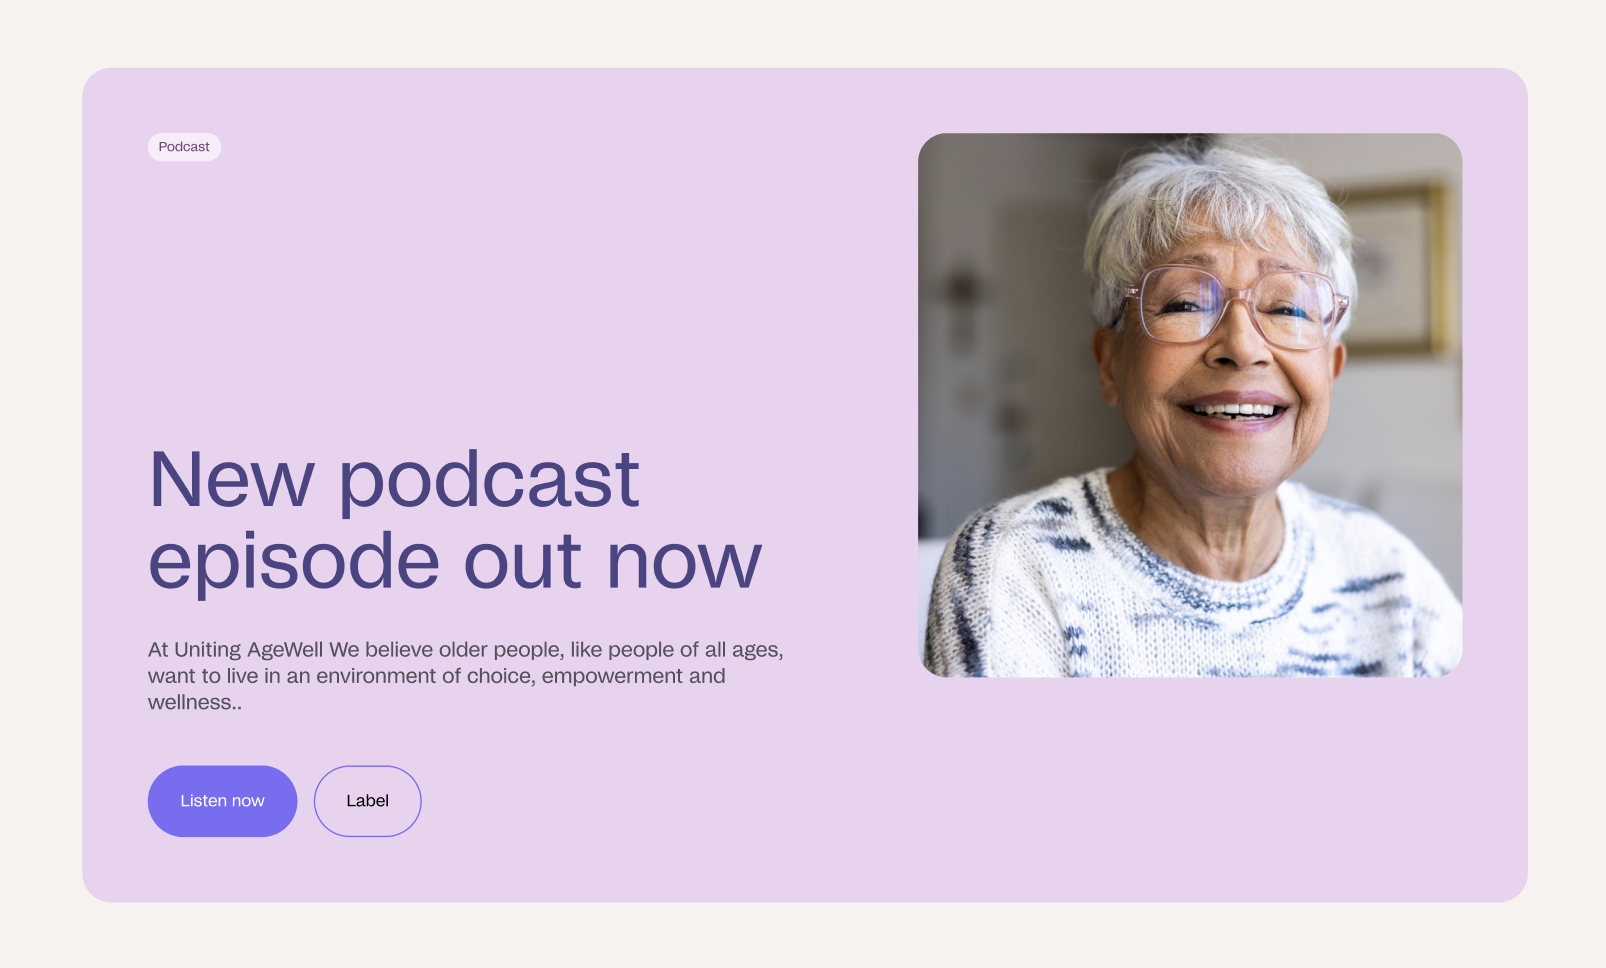 Podcast
New podcast
episode out now
At Uniting AgeWell We believe older people, like people of all ages,
want to live in an environment of choice, empowerment and
wellness..
Listen now
Label